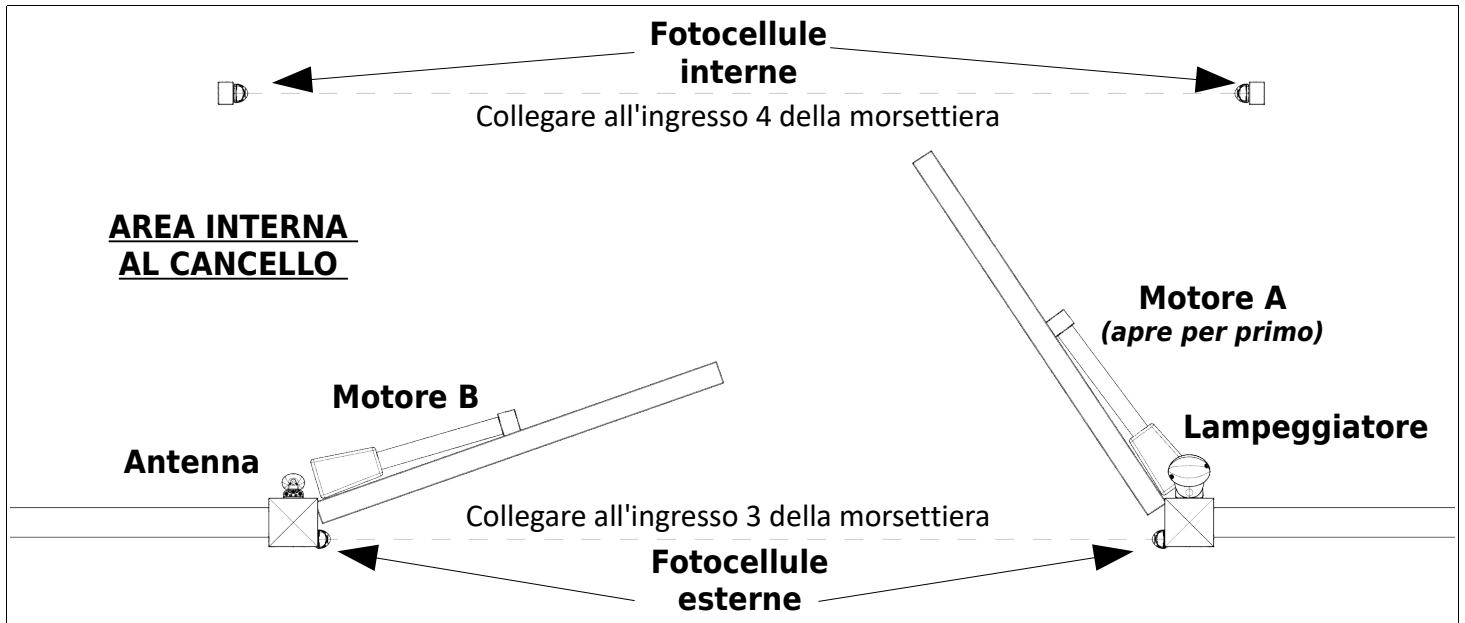 Fotocellule
interne
Collegare all'ingresso 4 della morsettiera
AREA INTERNA
AL CANCELLO
Motore A
(apre per primo)
Motore B
Lampeggiatore
Antenna
Collegare all'ingresso 3 della morsettiera
Fotocellule
esterne